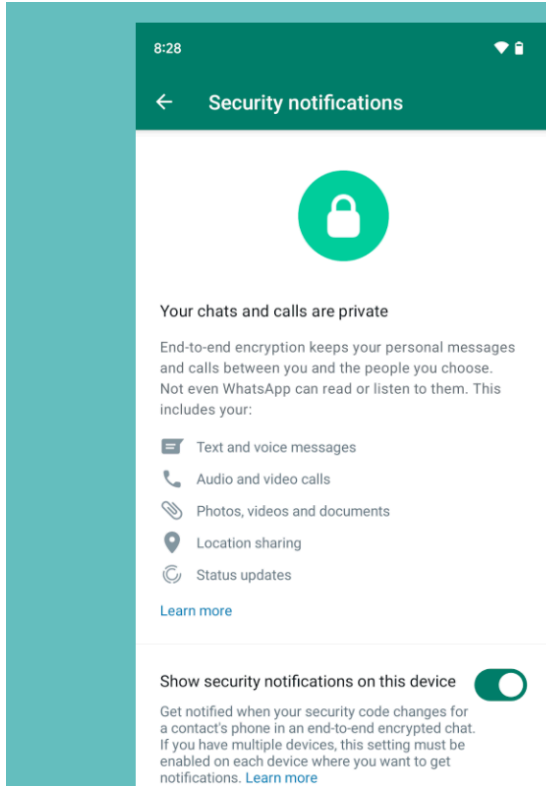 8:28
Security notifications
Your chats and calls are private
End-to-end encryption keeps your personal messages
and calls between you and the people you choose.
Not even WhatsApp can read or listen to them. This
includes your:
Text and voice messages
Audio and video calls
Photos, videos and documents
Location sharing
Status updates
Learn more
Show security notifications on this device
Get notified when your security code changes for
a contact's phone in an end-to-end encrypted chat.
If you have multiple devices, this setting must be
enabled on each device where you want to get
notifications. Learn more